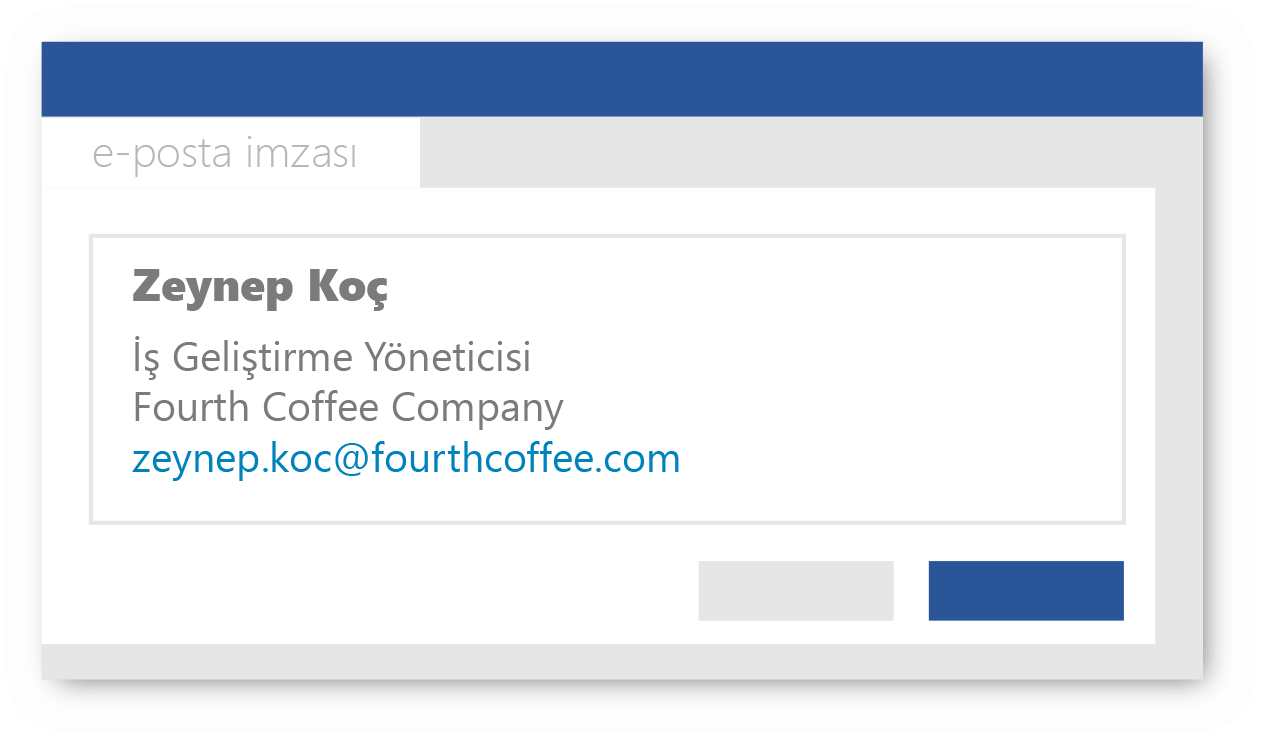 e-posta imzası
Zeynep Koç
İş Geliştirme Yöneticisi
Fourth Coffee Company
zeynep.koc@fourthcoffee.com